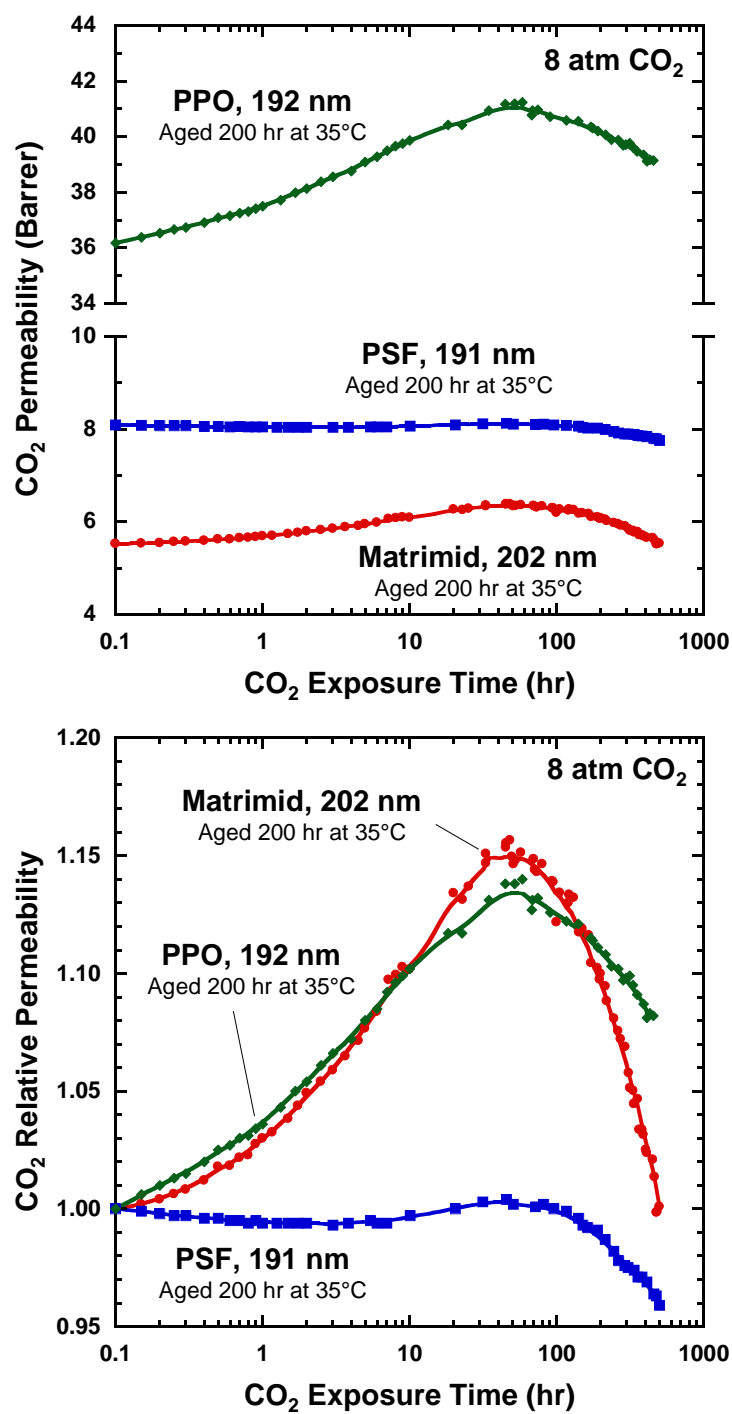 44
42
40
38
36
34
10
8
6
4
CO₂ Permeability (Barrer)
8 atm CO₂
PPO, 192 nm
Aged 200 hr at 35°C
PSF, 191 nm
Aged 200 hr at 35°C
Matrimid, 202 nm
Aged 200 hr at 35°C
0.1 1 10 100 1000
CO₂ Exposure Time (hr)
1.20
1.15
1.10
1.05
1.00
0.95
CO₂ Relative Permeability
8 atm CO₂
Matrimid, 202 nm
Aged 200 hr at 35°C
PPO, 192 nm
Aged 200 hr at 35°C
PSF, 191 nm
Aged 200 hr at 35°C
0.1 1 10 100 1000
CO₂ Exposure Time (hr)